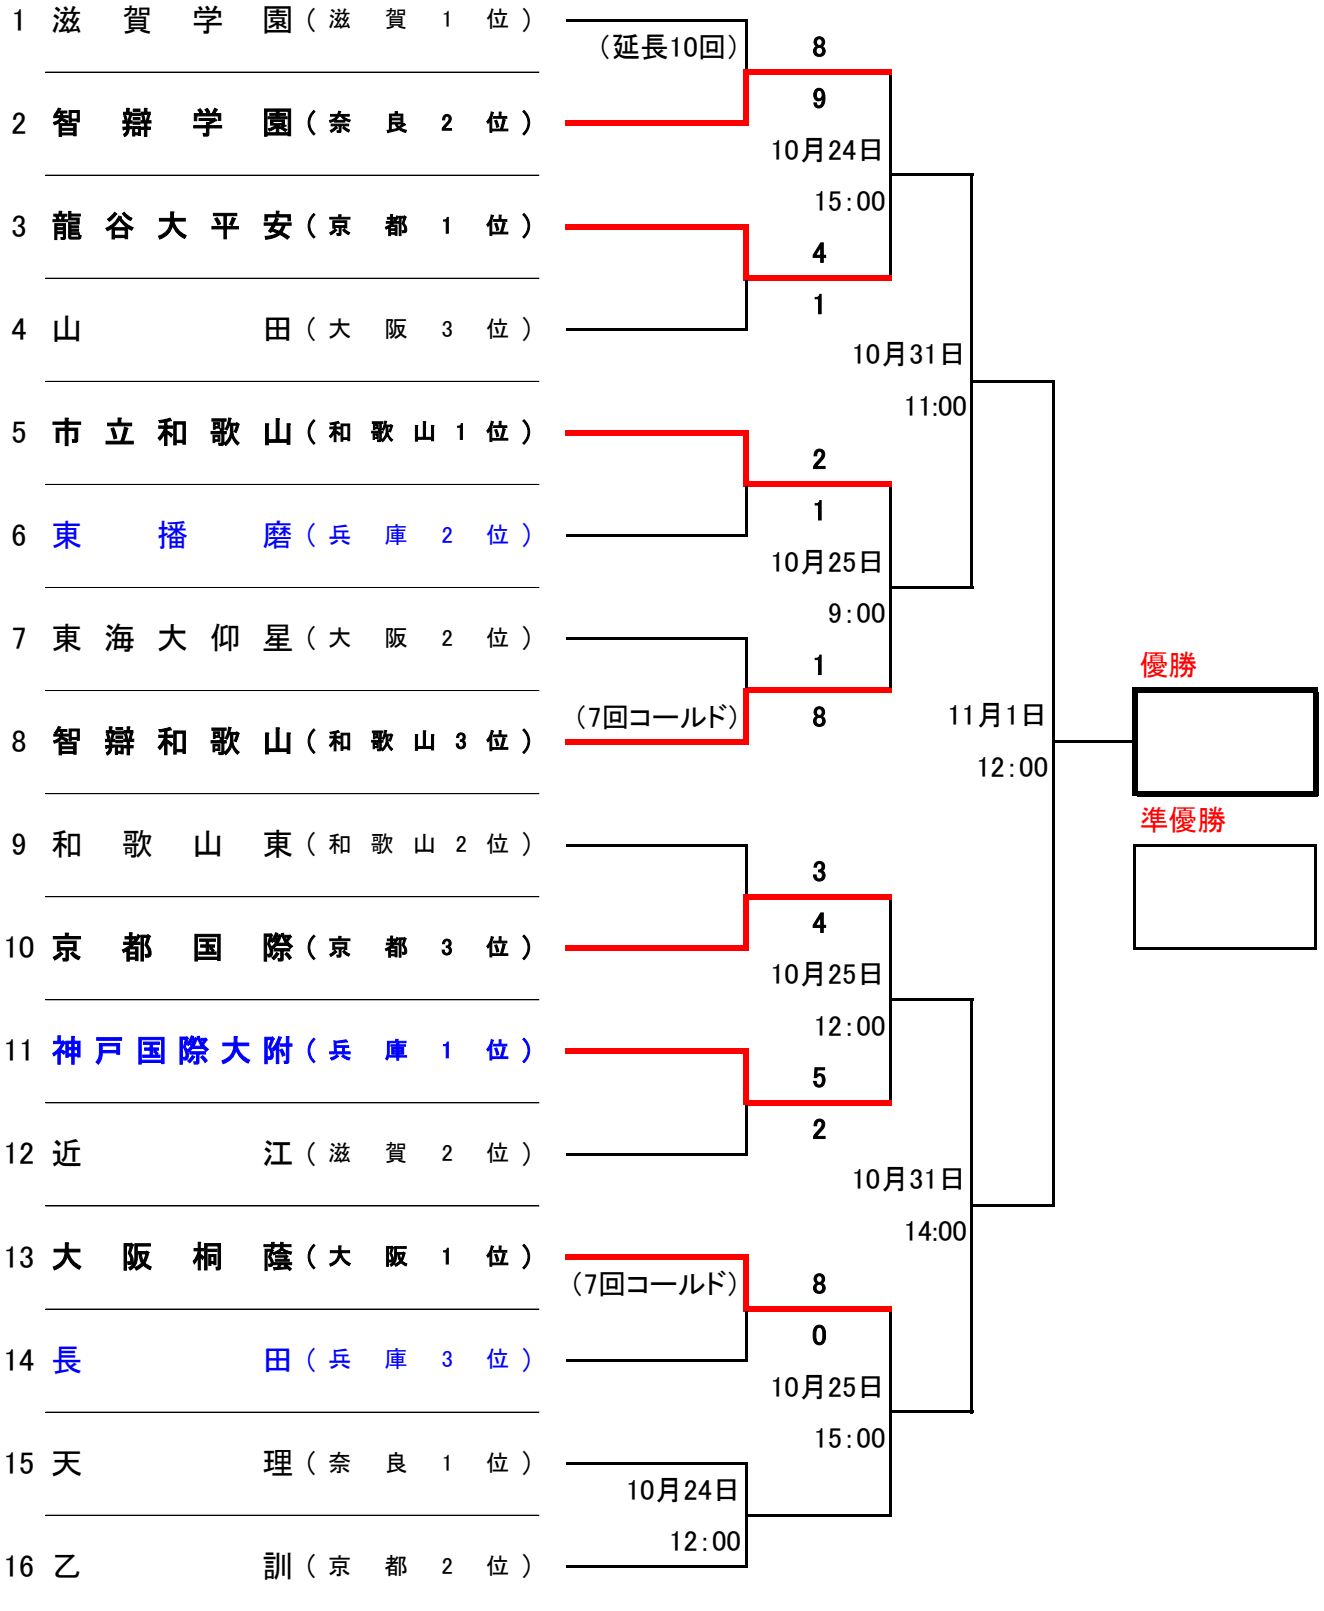 1 滋賀学園(滋賀1位)
(延長10回) 8
9
2 智辯学園(奈良2位)
10月24日
15:00
3 龍谷大平安(京都1位)
4
1
4 山田(大阪3位)
10月31日
11:00
5 市立和歌山(和歌山1位)
2
1
6 東播磨(兵庫2位)
10月25日
9:00
7 東海大仰星(大阪2位)
1
(7回コールド) 8
8 智辯和歌山(和歌山3位)
11月1日
12:00
優勝
準優勝
9 和歌山東(和歌山2位)
3
4
10 京都国際(京都3位)
10月25日
12:00
11 神戸国際大附(兵庫1位)
5
2
12 近江(滋賀2位)
10月31日
14:00
13 大阪桐蔭(大阪1位)
(7回コールド) 8
0
14 長田(兵庫3位)
10月25日
15:00
15 天理(奈良1位)
10月24日
12:00
16 乙訓(京都2位)